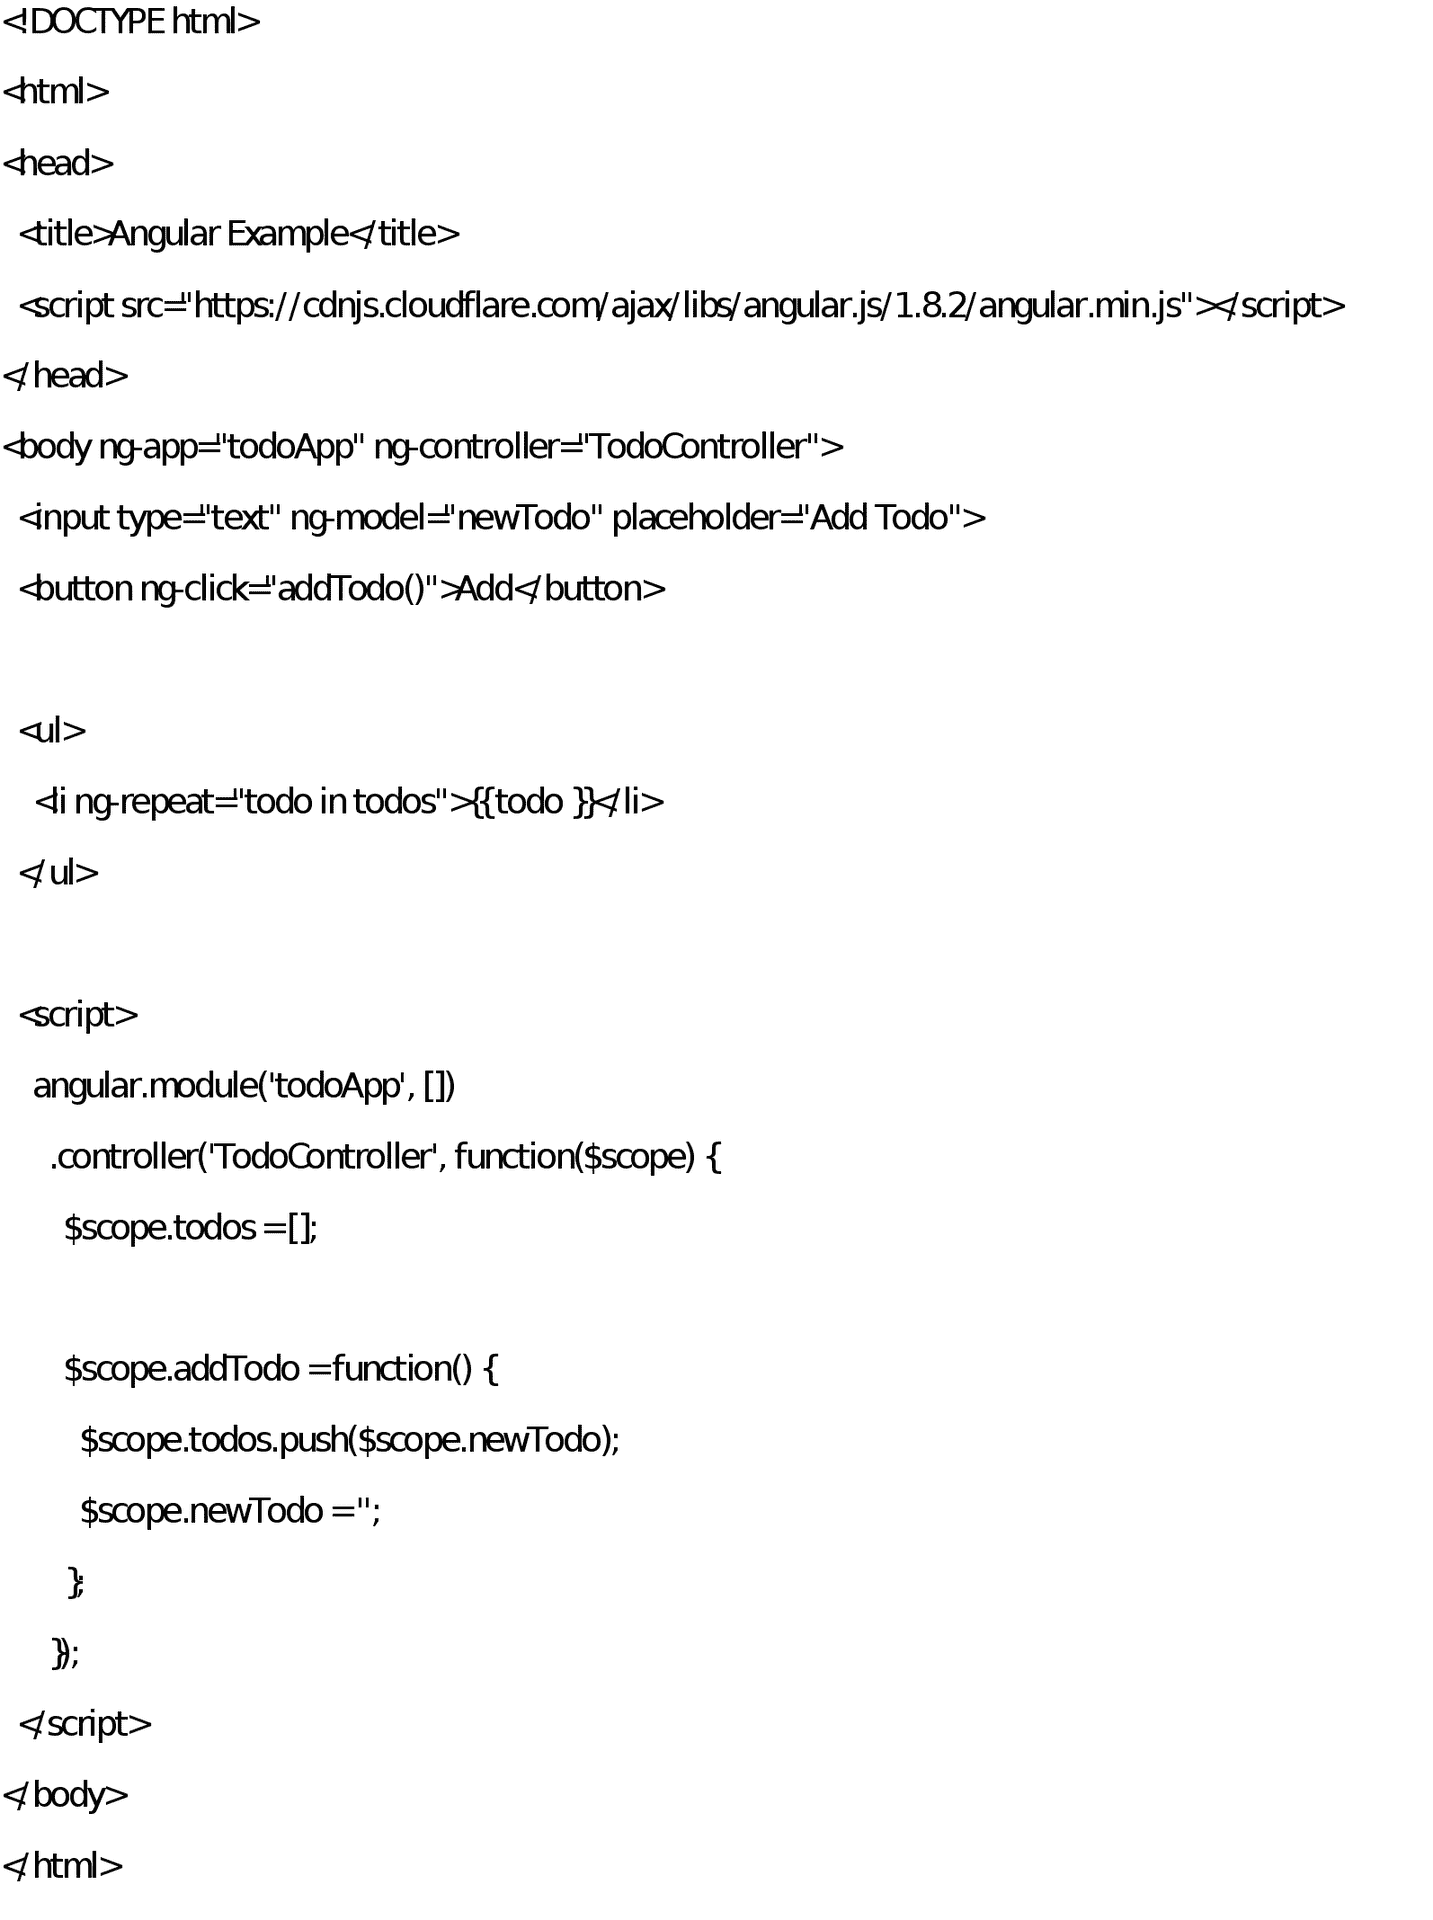 <!DOCTYPE html>
<html>
<head>
  <title>Angular Example</title>
  <script src="https://cdnjs.cloudflare.com/ajax/libs/angular.js/1.8.2/angular.min.js"></script>
</head>
<body ng-app="todoApp" ng-controller="TodoController">
  <input type="text" ng-model="newTodo" placeholder="Add Todo">
  <button ng-click="addTodo()">Add</button>

  <ul>
    <li ng-repeat="todo in todos">{{ todo }}</li>
  </ul>

  <script>
    angular.module('todoApp', [])
      .controller('TodoController', function($scope) {
        $scope.todos = [];

        $scope.addTodo = function() {
          $scope.todos.push($scope.newTodo);
          $scope.newTodo = '';
        };
      });
  </script>
</body>
</html>